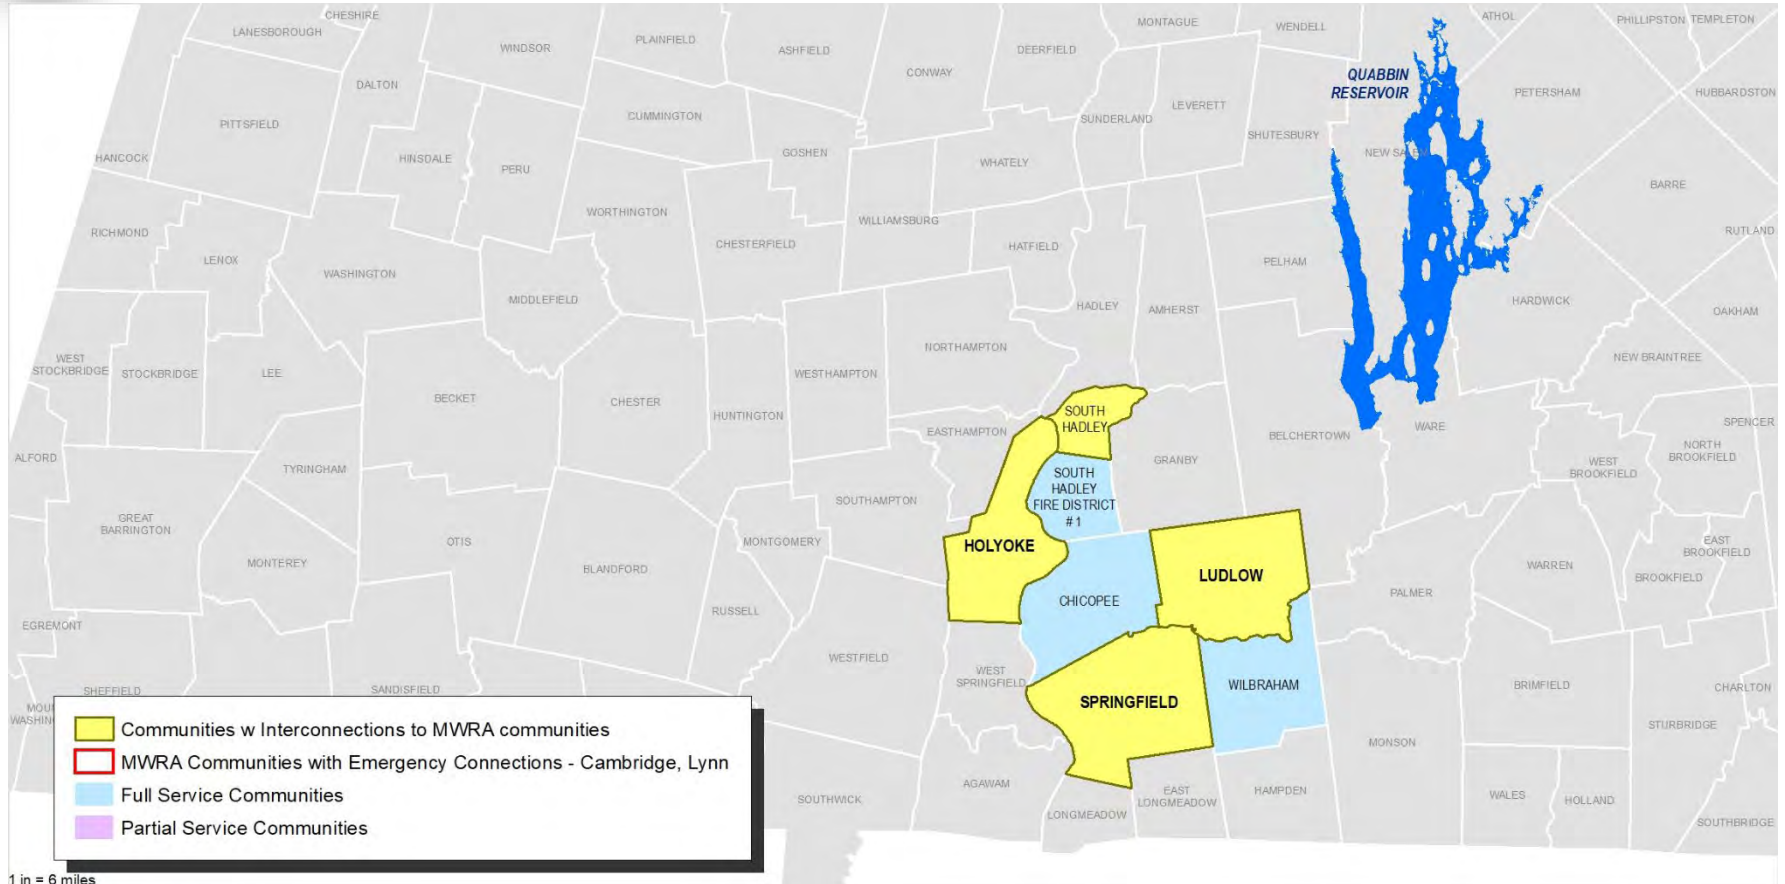 CHESHIRE
LANESBOROUGH
WINDSOR
PLAINFIELD
ASHFIELD
DEERFIELD
MONTAGUE
WENDELL
ATHOL
PHILLIPSTON
TEMPLETON
DALTON
CONWAY
QUABBIN
RESERVOIR
PETERSHAM
HUBBARDSTON
PITTSFIELD
CUMMINGTON
SUNDERLAND
LEVERETT
SHUTESBURY
HANCOCK
HINSDALE
PERU
GOSHEN
WHATELY
NEW SALEM
BARRE
WORTHINGTON
WILLIAMSBURG
RICHMOND
LENOX
WASHINGTON
CHESTERFIELD
HATFIELD
PELHAM
RUTLAND
MIDDLEFIELD
HADLEY
AMHERST
HARDWICK
OAKHAM
WEST
STOCKBRIDGE
STOCKBRIDGE
LEE
NORTHAMPTON
NEW BRAINTREE
BECKET
CHESTER
HUNTINGTON
WESTHAMPTON
SOUTH
HADLEY
EASTHAMPTON
BELCHERTOWN
WARE
SPENCER
NORTH
BROOKFIELD
ALFORD
TYRINGHAM
GRANBY
WEST
BROOKFIELD
SOUTH
HADLEY
FIRE DISTRICT
# 1
SOUTHAMPTON
GREAT
BARRINGTON
OTIS
MONTGOMERY
HOLYOKE
EAST
BROOKFIELD
MONTEREY
BLANDFORD
LUDLOW
WARREN
BROOKFIELD
RUSSELL
CHICOPEE
PALMER
EGREMONT
WESTFIELD
WEST
SPRINGFIELD
WILBRAHAM
BRIMFIELD
CHARLTON
SHEFFIELD
SANDISFIELD
SPRINGFIELD
STURBRIDGE
MONSON
AGAWAM
EAST
LONGMEADOW
HAMPDEN
WALES
HOLLAND
SOUTHWICK
LONGMEADOW
SOUTHBRIDGE
Communities w Interconnections to MWRA communities
MWRA Communities with Emergency Connections - Cambridge, Lynn
Full Service Communities
Partial Service Communities
1 in = 6 miles